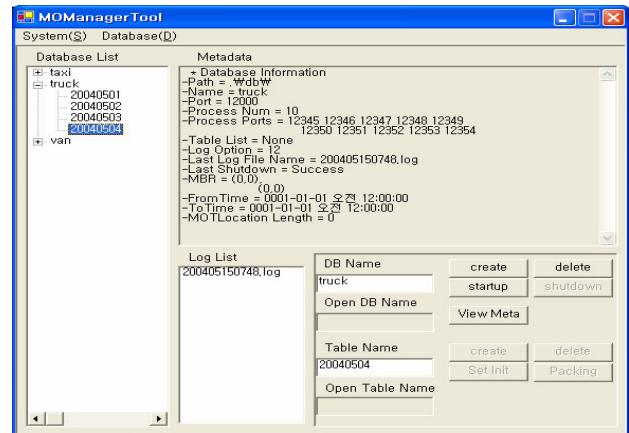 MOManagerTool
System(S) Database(D)
Database List
taxi
truck
20040501
20040502
20040503
20040504
van
Metadata
* Database Information
-Path = .₩db₩
-Name = truck
-Port = 12000
-Process Num = 10
-Process Ports = 12345 12346 12347 12348 12349
12350 12351 12352 12353 12354
-Table List = None
-Log Option = 12
-Last Log File Name = 200405150748.log
-Last Shutdown = Success
-MBR = (0,0),
(0,0)
-FromTime = 0001-01-01 오전 12:00:00
-ToTime = 0001-01-01 오전 12:00:00
-MOTLocation Length = 0
Log List
200405150748.log
DB Name
truck
Open DB Name
create delete
startup shutdown
View Meta
Table Name
20040504
Open Table Name
create delete
Set Init Packing